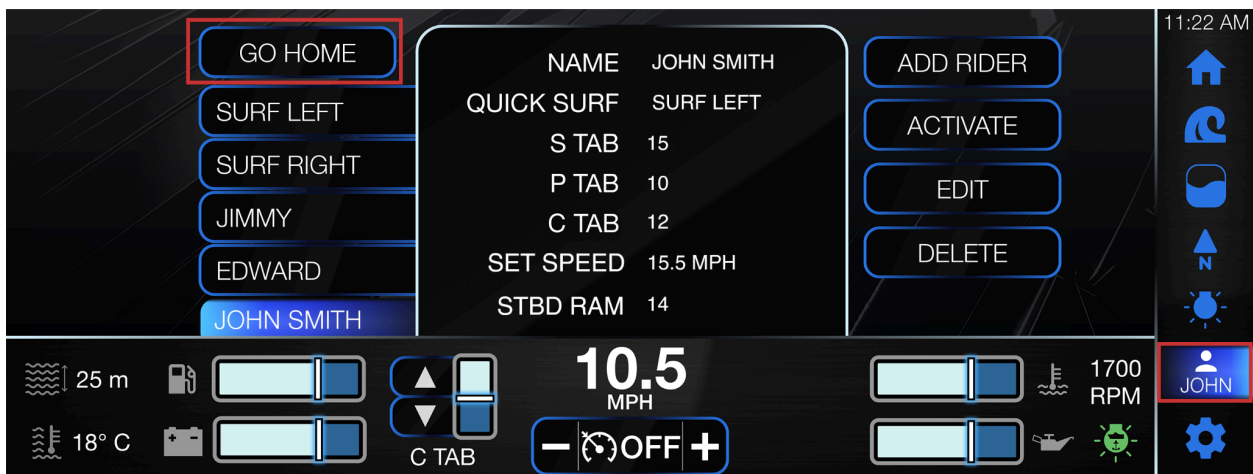 11:22 AM
GO HOME
SURF LEFT
SURF RIGHT
JIMMY
EDWARD
JOHN SMITH
NAME JOHN SMITH
QUICK SURF SURF LEFT
S TAB 15
P TAB 10
C TAB 12
SET SPEED 15.5 MPH
STBD RAM 14
ADD RIDER
ACTIVATE
EDIT
DELETE
N
JOHN
25 m
18° C
C TAB
10.5
MPH
− OFF +
1700
RPM